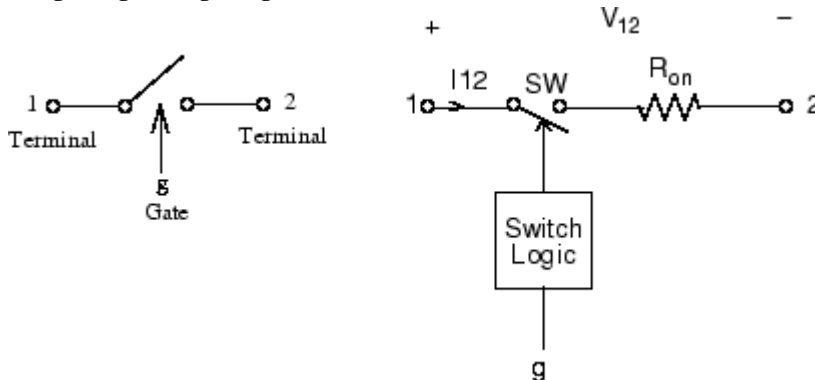 1
2
Terminal
Terminal
g
Gate
+
V12
−
I12
SW
Ron
1
2
Switch
Logic
g